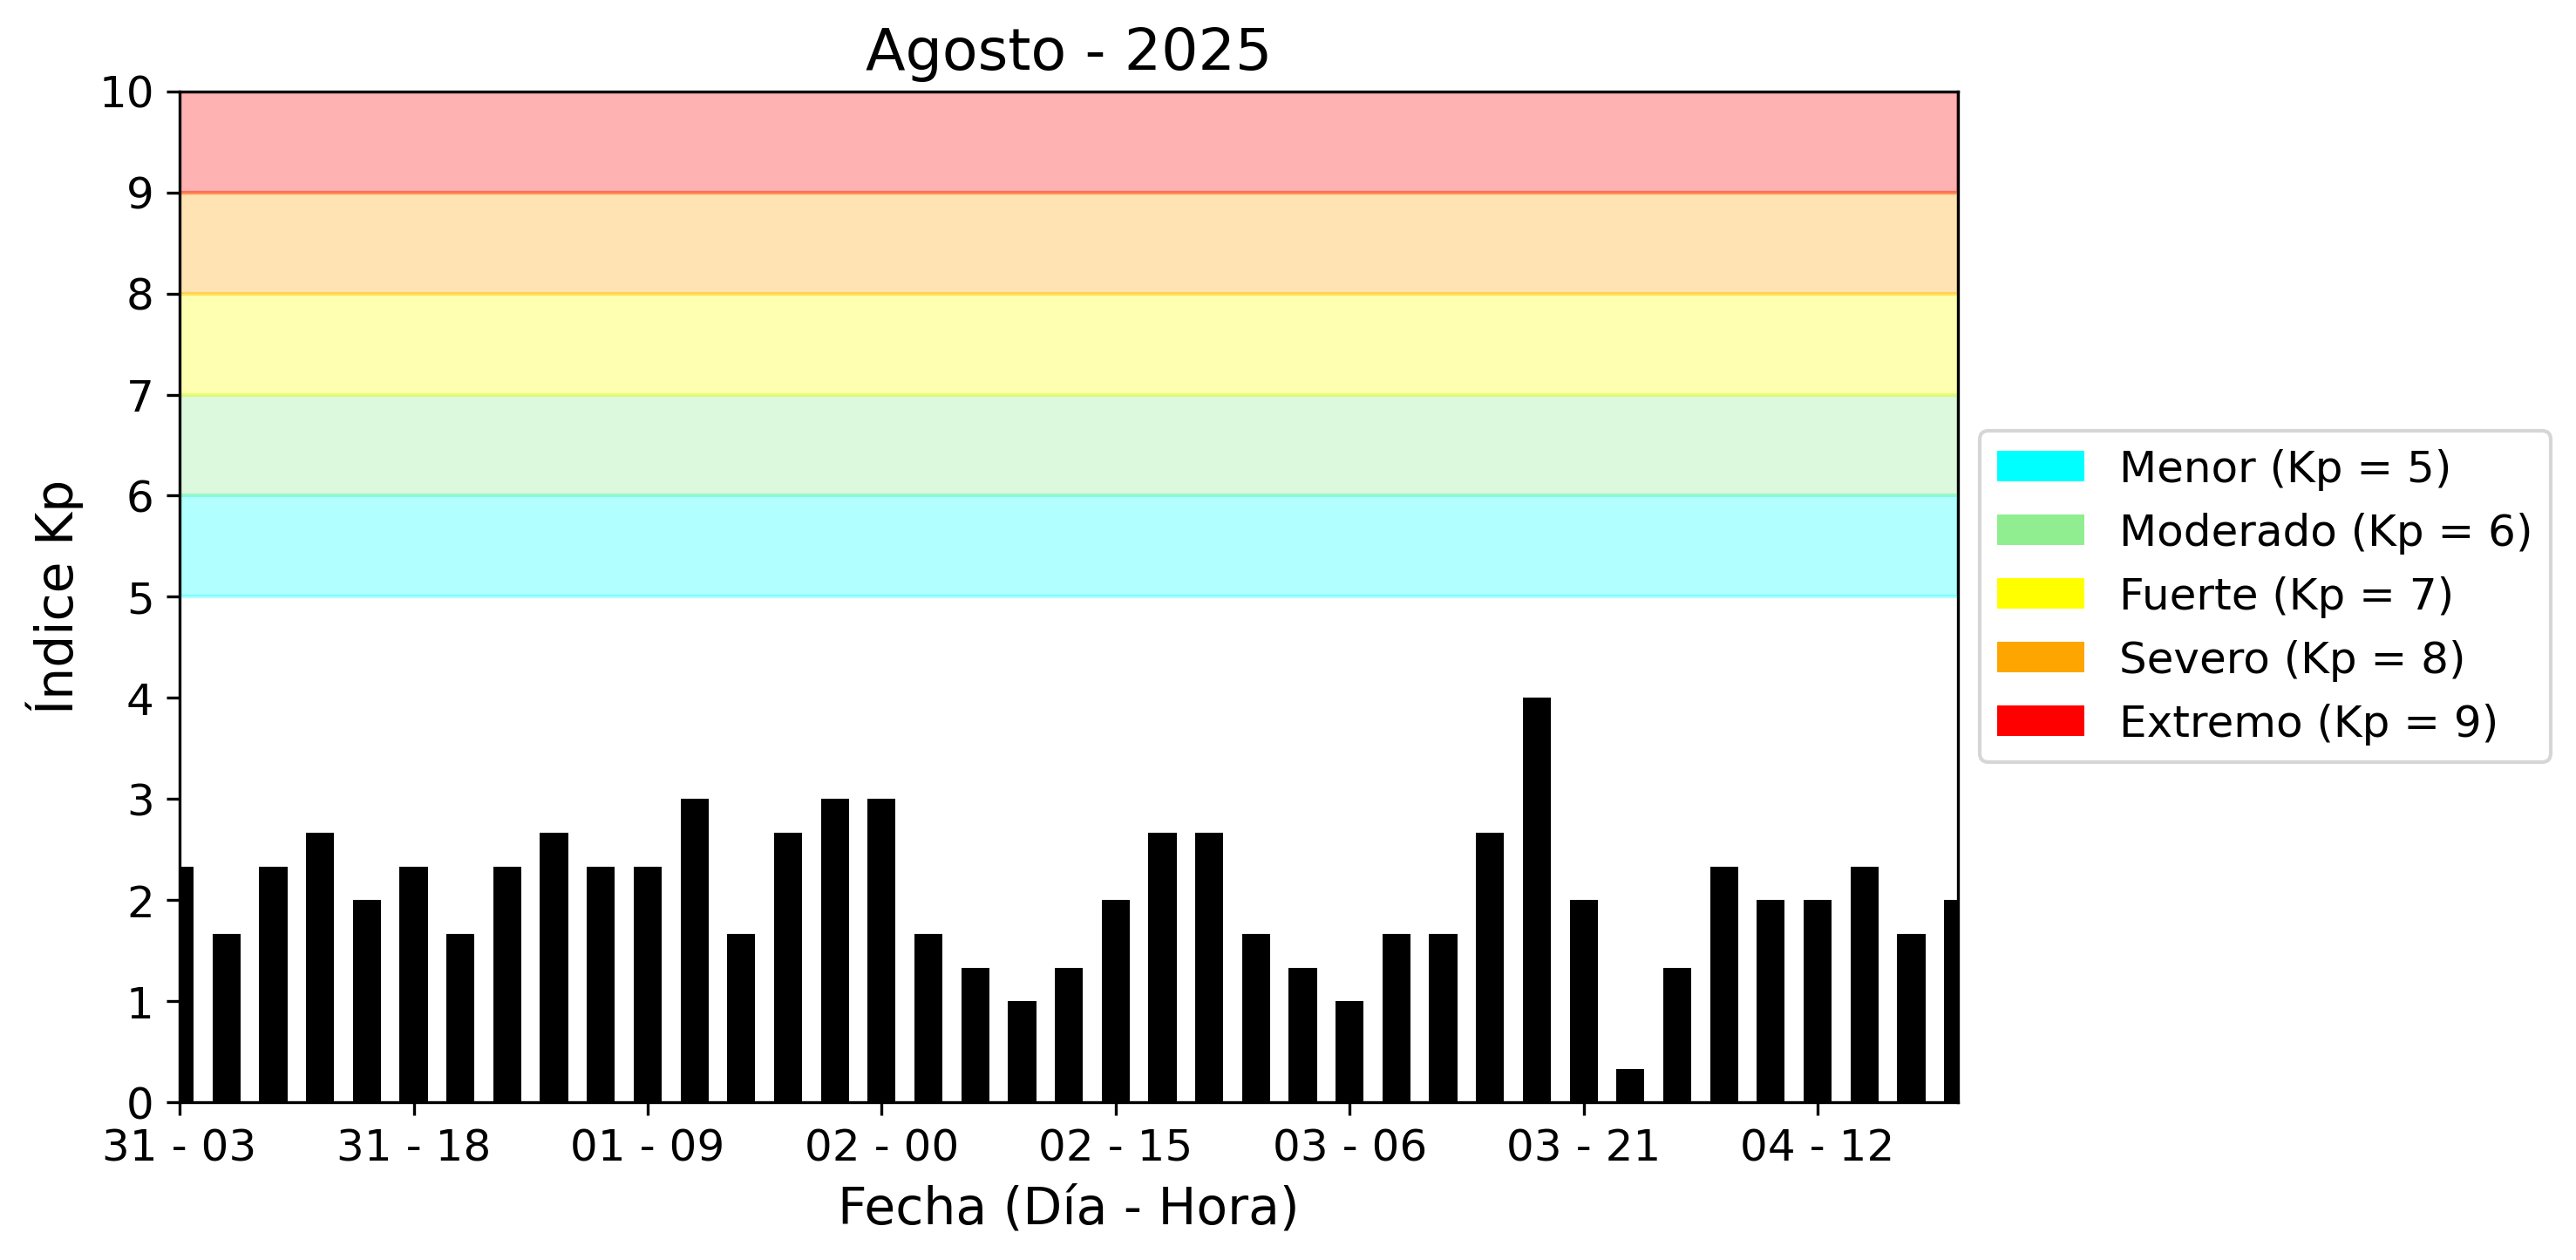 Agosto - 2025
10
9
8
7
6
5
4
3
2
1
0
Índice Kp
31 - 03 31 - 18 01 - 09 02 - 00 02 - 15 03 - 06 03 - 21 04 - 12
Fecha (Día - Hora)
Menor (Kp = 5)
Moderado (Kp = 6)
Fuerte (Kp = 7)
Severo (Kp = 8)
Extremo (Kp = 9)